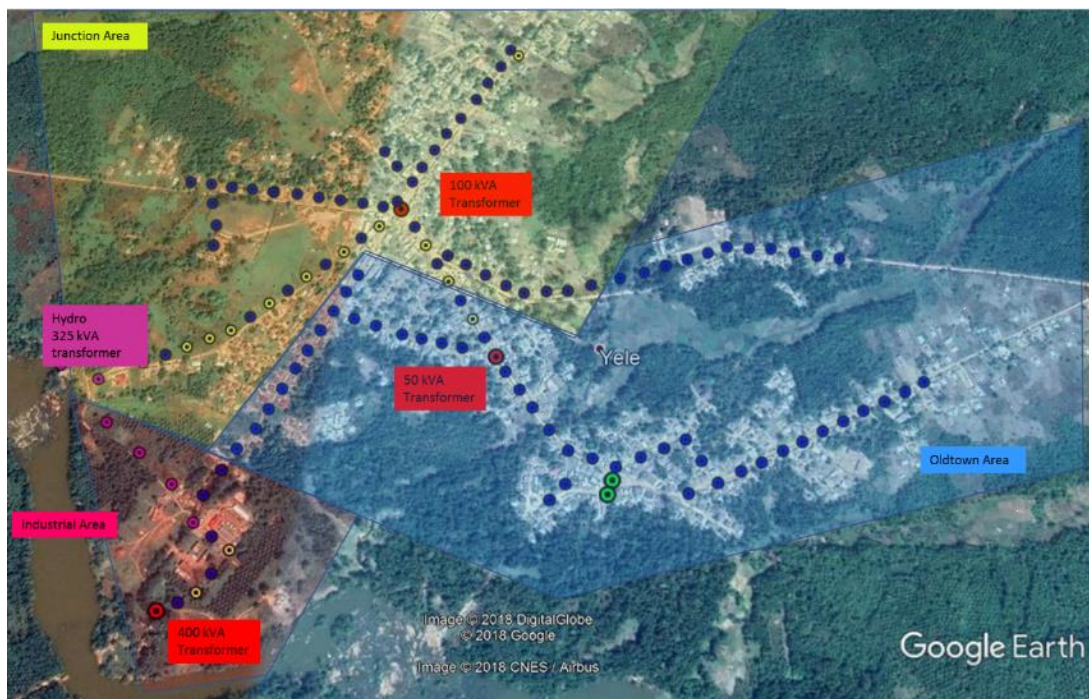 Junction Area
100 kVA
Transformer
Hydro
325 kVA
transformer
Yele
50 kVA
Transformer
Oldtown Area
Industrial Area
400 kVA
Transformer
Image © 2018 DigitalGlobe
© 2018 Google
Image © 2018 CNES / Airbus
Google Earth